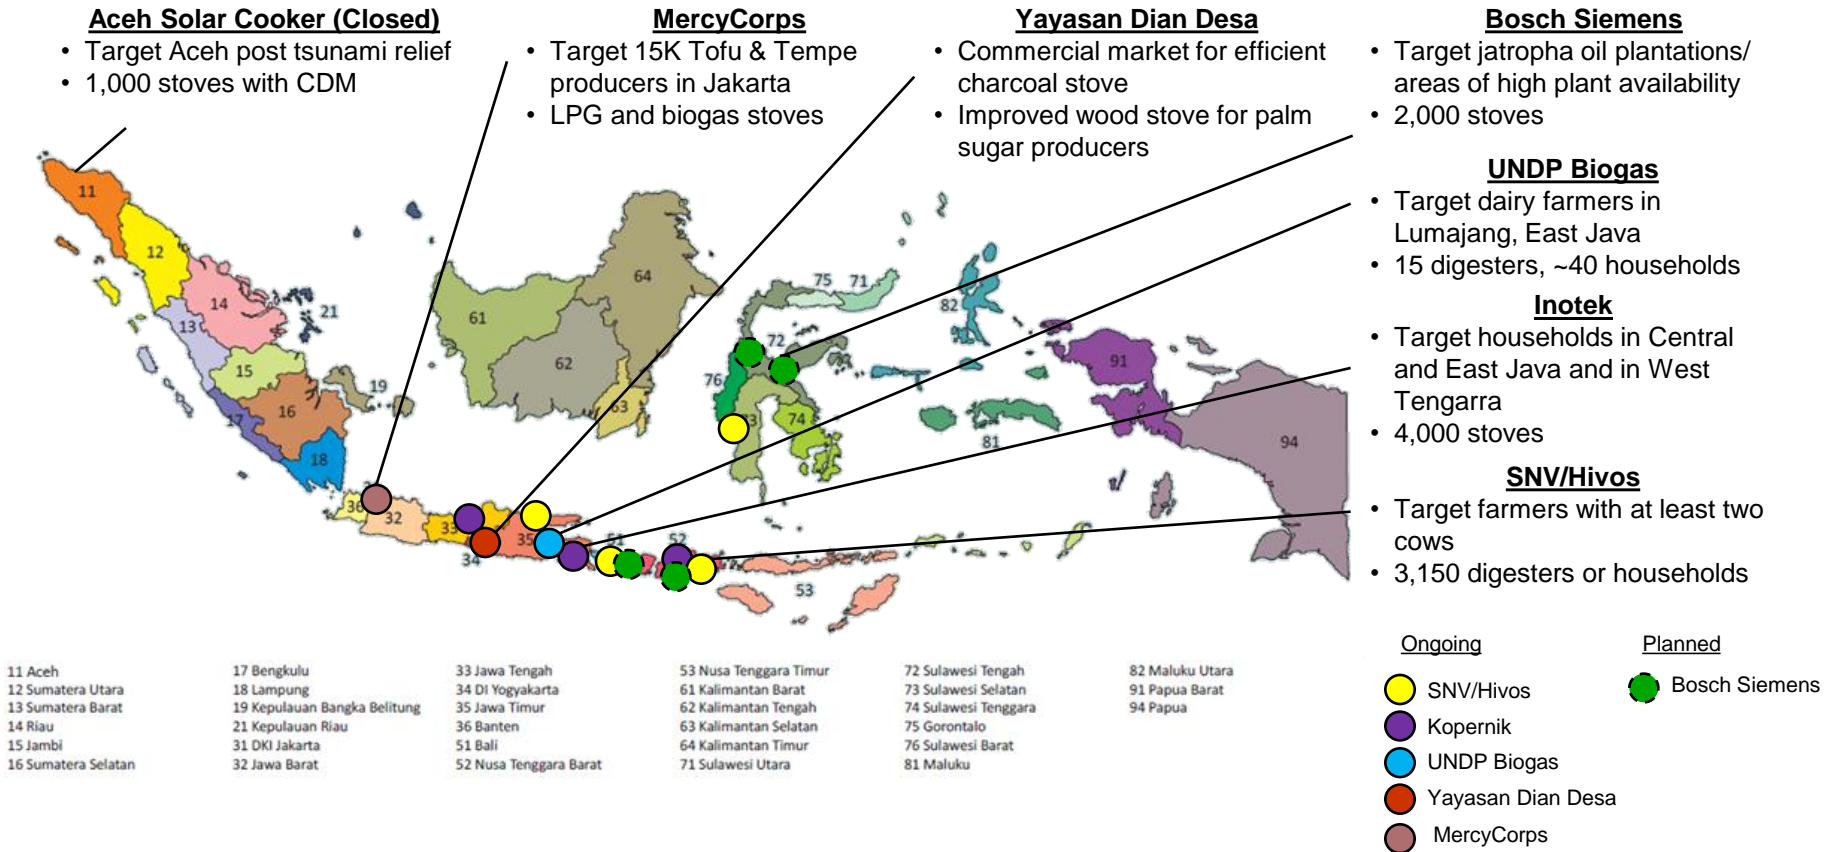 Aceh Solar Cooker (Closed)
• Target Aceh post tsunami relief
• 1,000 stoves with CDM
MercyCorps
• Target 15K Tofu & Tempe
producers in Jakarta
• LPG and biogas stoves
Yayasan Dian Desa
• Commercial market for efficient
charcoal stove
• Improved wood stove for palm
sugar producers
Bosch Siemens
• Target jatropha oil plantations/
areas of high plant availability
• 2,000 stoves
UNDP Biogas
• Target dairy farmers in
Lumajang, East Java
• 15 digesters, ~40 households
Inotek
• Target households in Central
and East Java and in West
Tengarra
• 4,000 stoves
SNV/Hivos
• Target farmers with at least two
cows
• 3,150 digesters or households
11
12
14
13
21
15
16
19
17
18
61
64
62
63
75
71
72
76
73
74
82
81
91
94
36
32
33
34
35
51
52
53
11 Aceh
12 Sumatera Utara
13 Sumatera Barat
14 Riau
15 Jambi
16 Sumatera Selatan
17 Bengkulu
18 Lampung
19 Kepulauan Bangka Belitung
21 Kepulauan Riau
31 DKI Jakarta
32 Jawa Barat
33 Jawa Tengah
34 DI Yogyakarta
35 Jawa Timur
36 Banten
51 Bali
52 Nusa Tenggara Barat
53 Nusa Tenggara Timur
61 Kalimantan Barat
62 Kalimantan Tengah
63 Kalimantan Selatan
64 Kalimantan Timur
71 Sulawesi Utara
72 Sulawesi Tengah
73 Sulawesi Selatan
74 Sulawesi Tenggara
75 Gorontalo
76 Sulawesi Barat
81 Maluku
82 Maluku Utara
91 Papua Barat
94 Papua
Ongoing
SNV/Hivos
Kopernik
UNDP Biogas
Yayasan Dian Desa
MercyCorps
Planned
Bosch Siemens